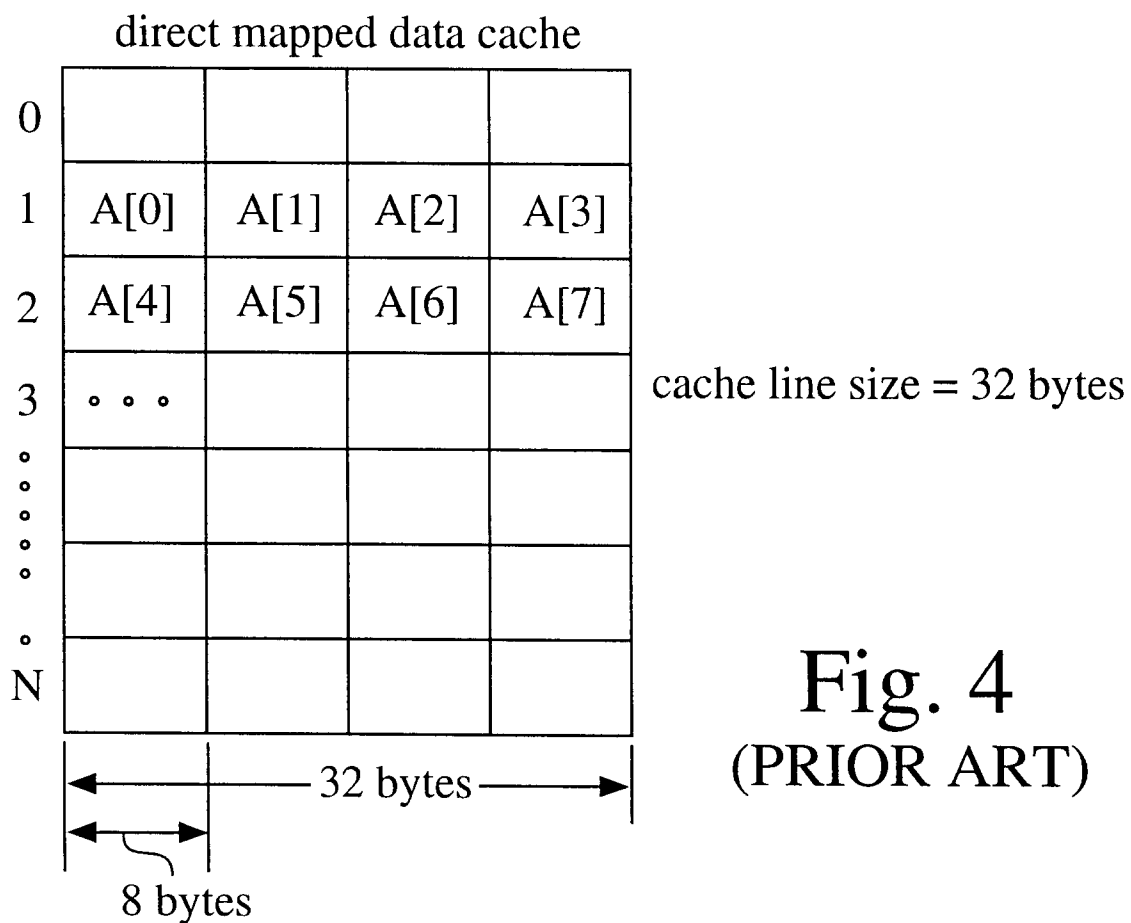 direct mapped data cache
0
1 A[0] A[1] A[2] A[3]
2 A[4] A[5] A[6] A[7]
3
cache line size = 32 bytes
N
Fig. 4
(PRIOR ART)
32 bytes
8 bytes